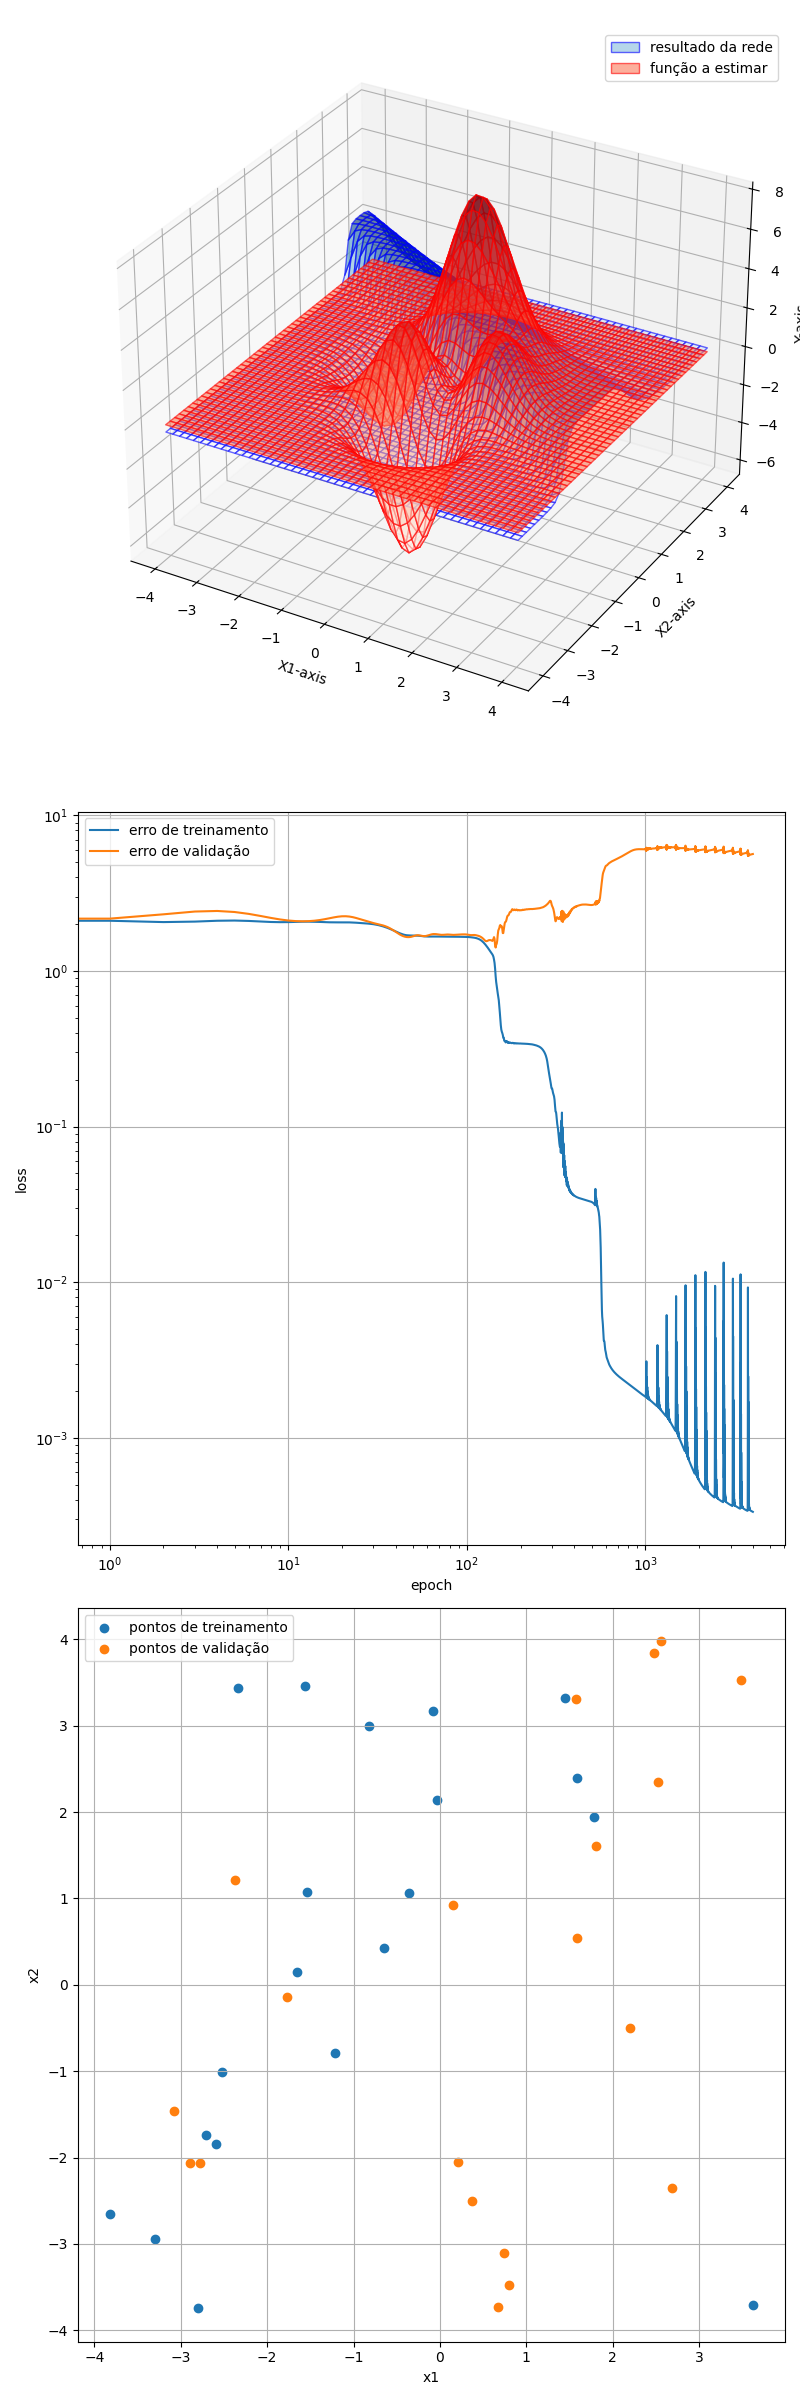 resultado da rede
função a estimar
8
6
4
2
0
−2
−4
−6
−4
−3
−2
−1
0
1
2
3
4
X1-axis
−4
−3
−2
−1
0
1
2
3
4
X2-axis
erro de treinamento
erro de validação
10¹
10⁰
10⁻¹
10⁻²
10⁻³
loss
10⁰ 10¹ 10² 10³
epoch
pontos de treinamento
pontos de validação
4
3
2
1
0
−1
−2
−3
−4
x2
−4 −3 −2 −1 0 1 2 3
x1